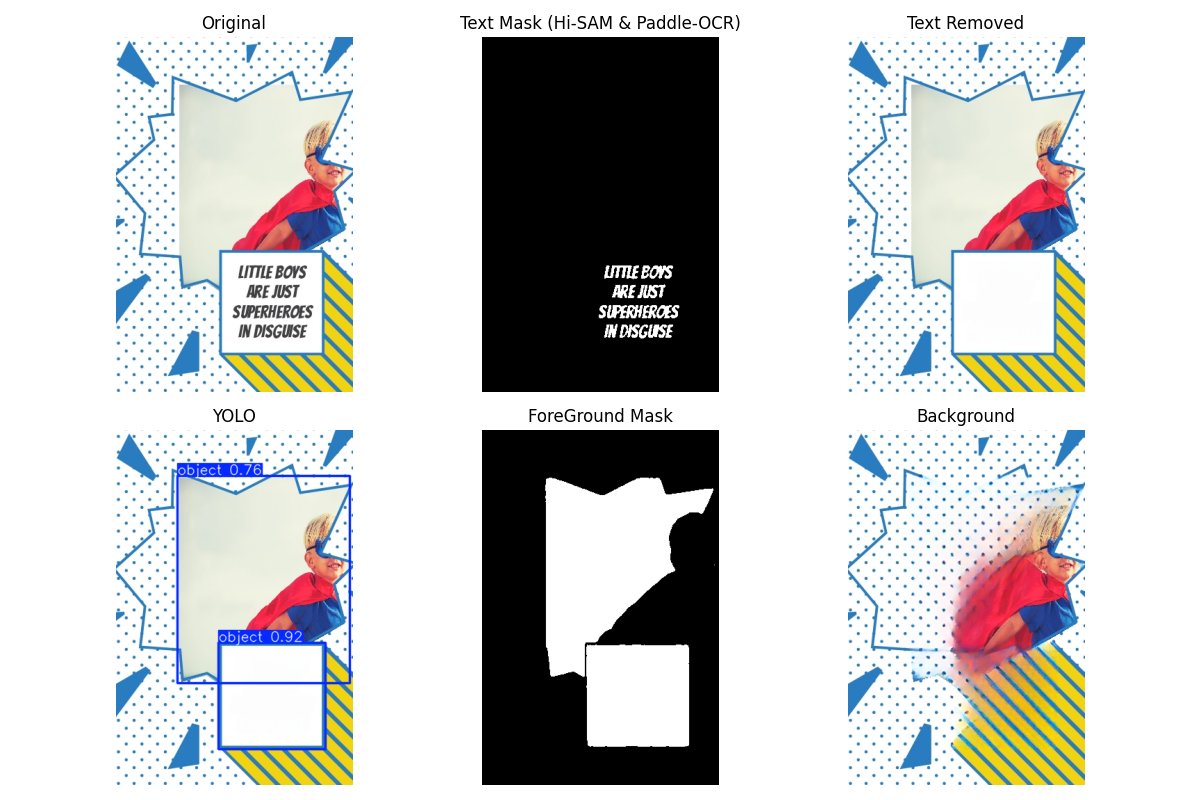 Original
Text Mask (Hi-SAM & Paddle-OCR)
Text Removed
LITTLE BOYS
ARE JUST
SUPERHEROES
IN DISGUISE
LITTLE BOYS
ARE JUST
SUPERHEROES
IN DISGUISE
YOLO
ForeGround Mask
Background
object 0.76
object 0.92